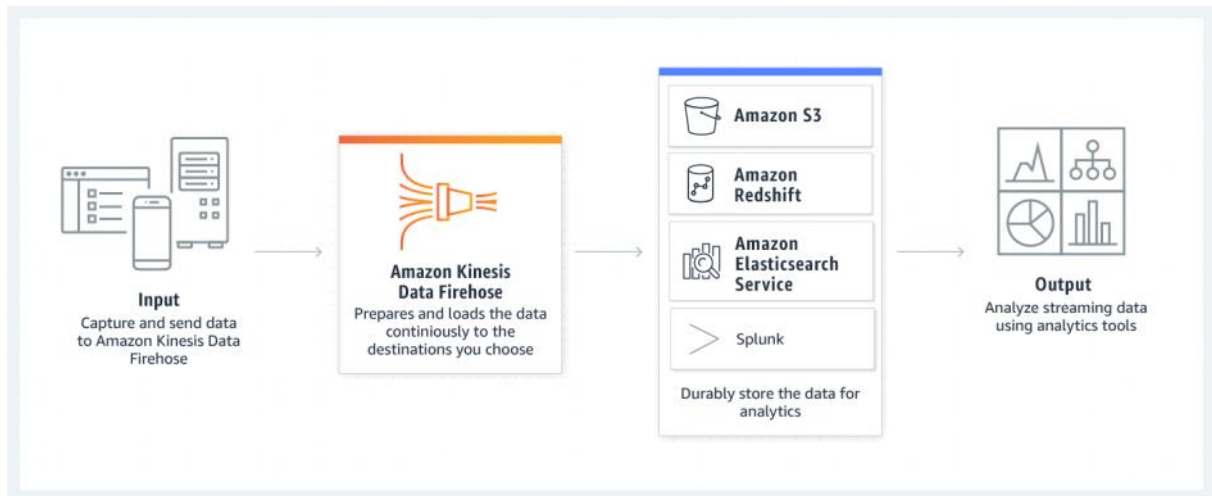 Input
Capture and send data
to Amazon Kinesis Data
Firehose
Amazon Kinesis
Data Firehose
Prepares and loads the data
continiously to the
destinations you choose
Amazon S3
Amazon
Redshift
Amazon
Elasticsearch
Service
Splunk
Durably store the data for
analytics
Output
Analyze streaming data
using analytics tools